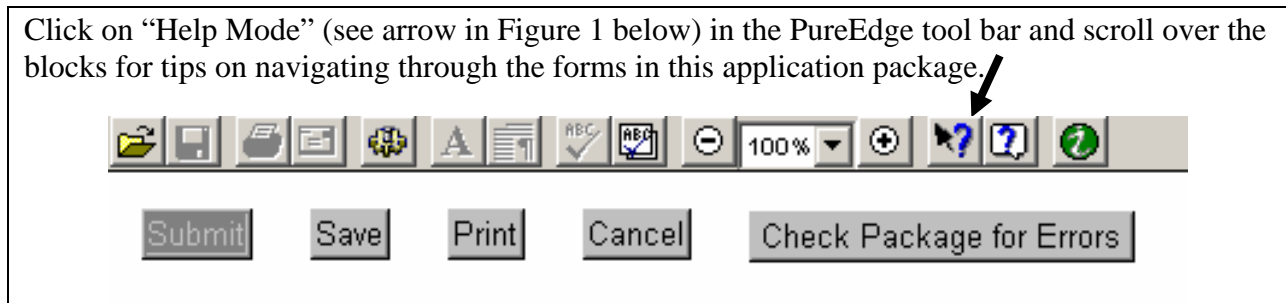 Click on “Help Mode” (see arrow in Figure 1 below) in the PureEdge tool bar and scroll over the
blocks for tips on navigating through the forms in this application package.
ABC ABC 100%
Submit Save Print Cancel Check Package for Errors